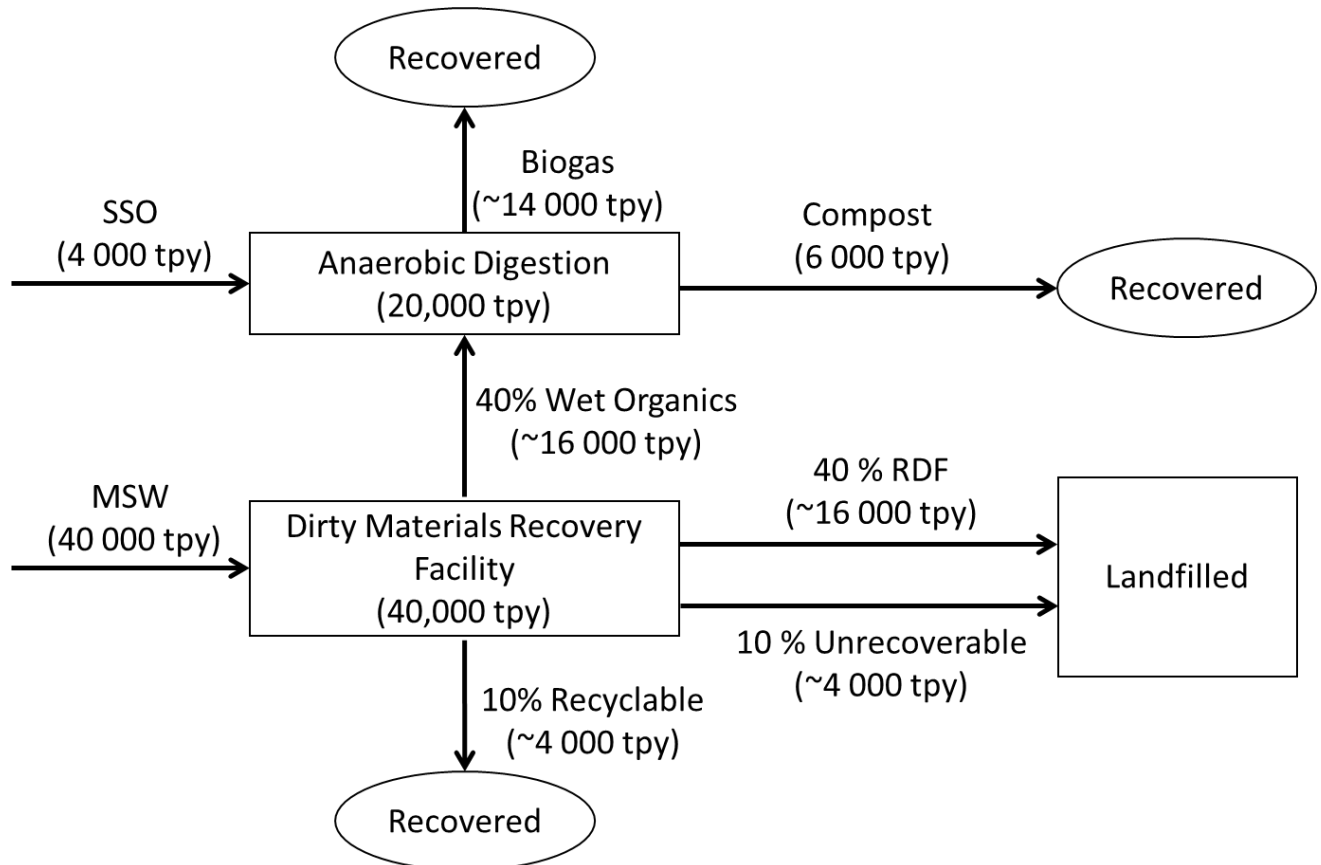 Recovered
Biogas
(~14 000 tpy)
SSO
(4 000 tpy)
Compost
(6 000 tpy)
Anaerobic Digestion
(20,000 tpy)
Recovered
40% Wet Organics
(~16 000 tpy)
40 % RDF
(~16 000 tpy)
MSW
(40 000 tpy)
Dirty Materials Recovery
Facility
(40,000 tpy)
Landfilled
10 % Unrecoverable
(~4 000 tpy)
10% Recyclable
(~4 000 tpy)
Recovered